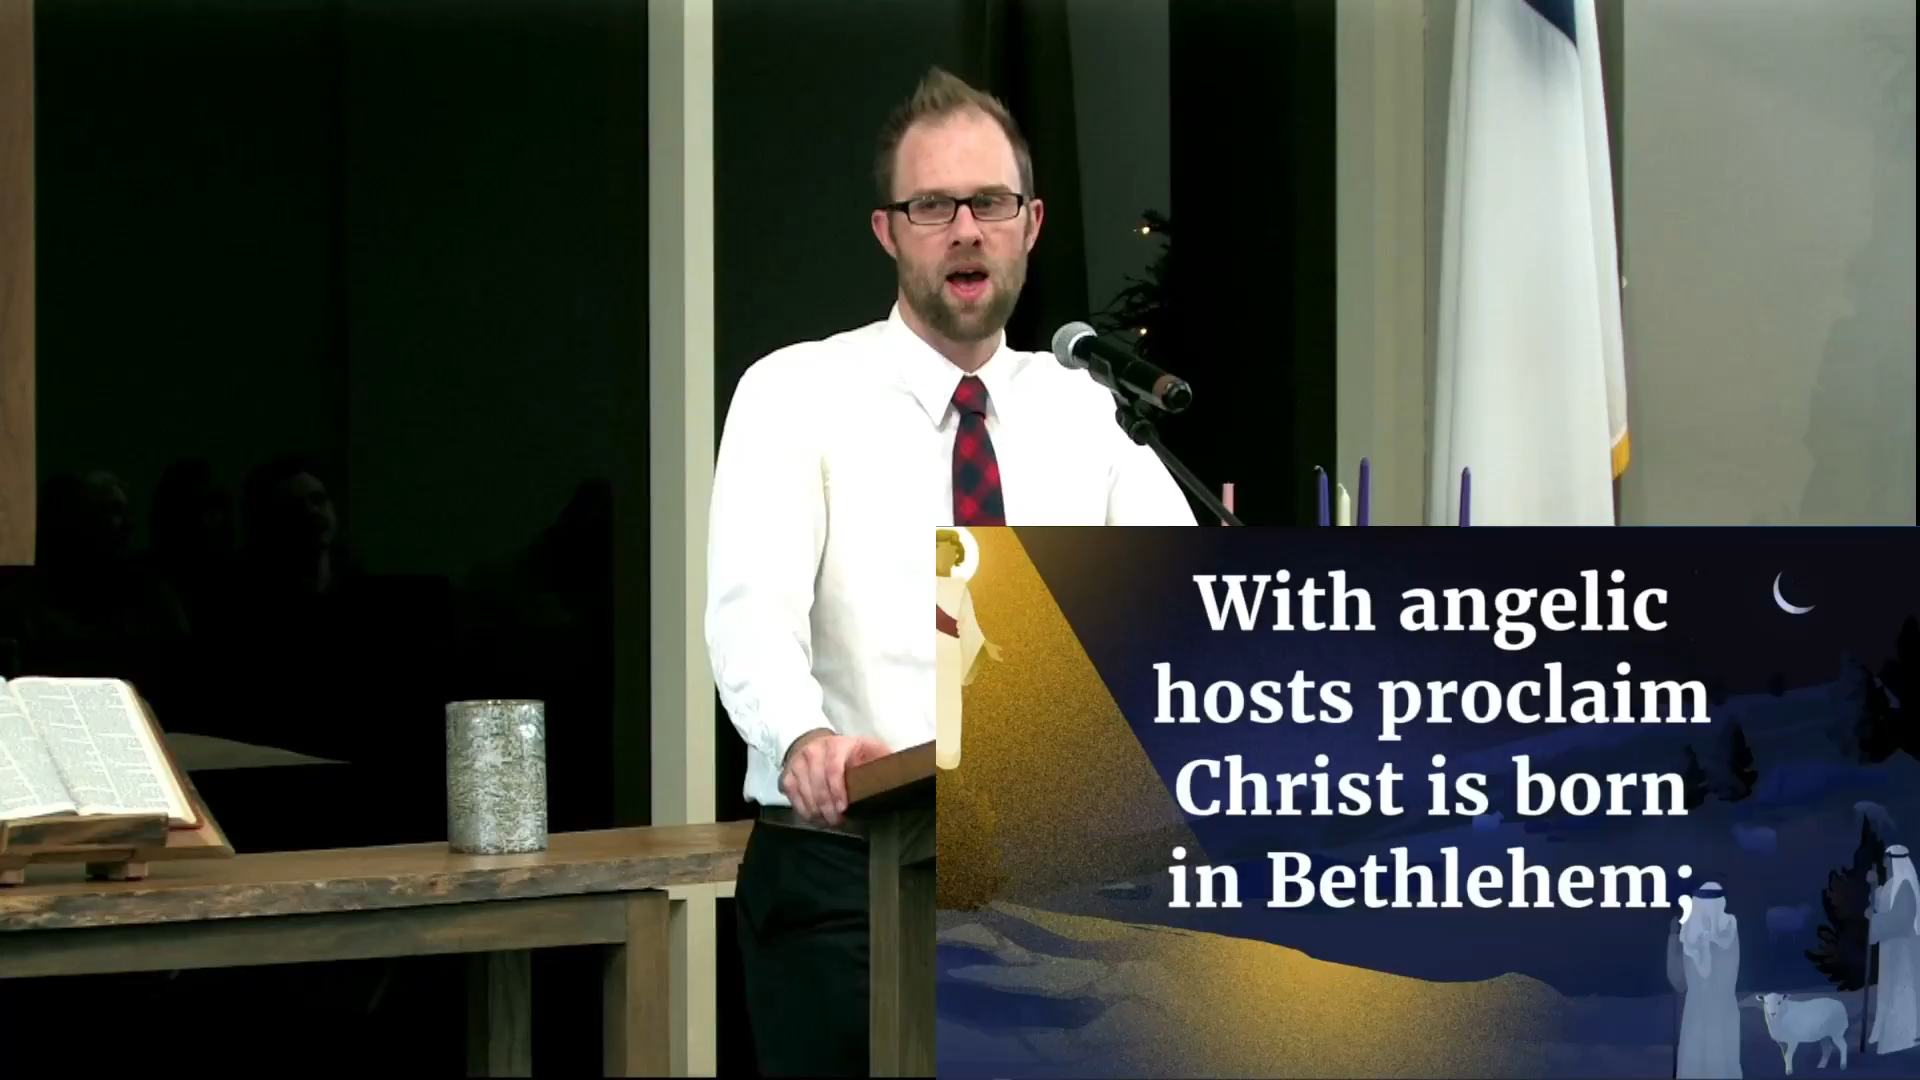 With angelic
hosts proclaim
Christ is born
in Bethlehem;